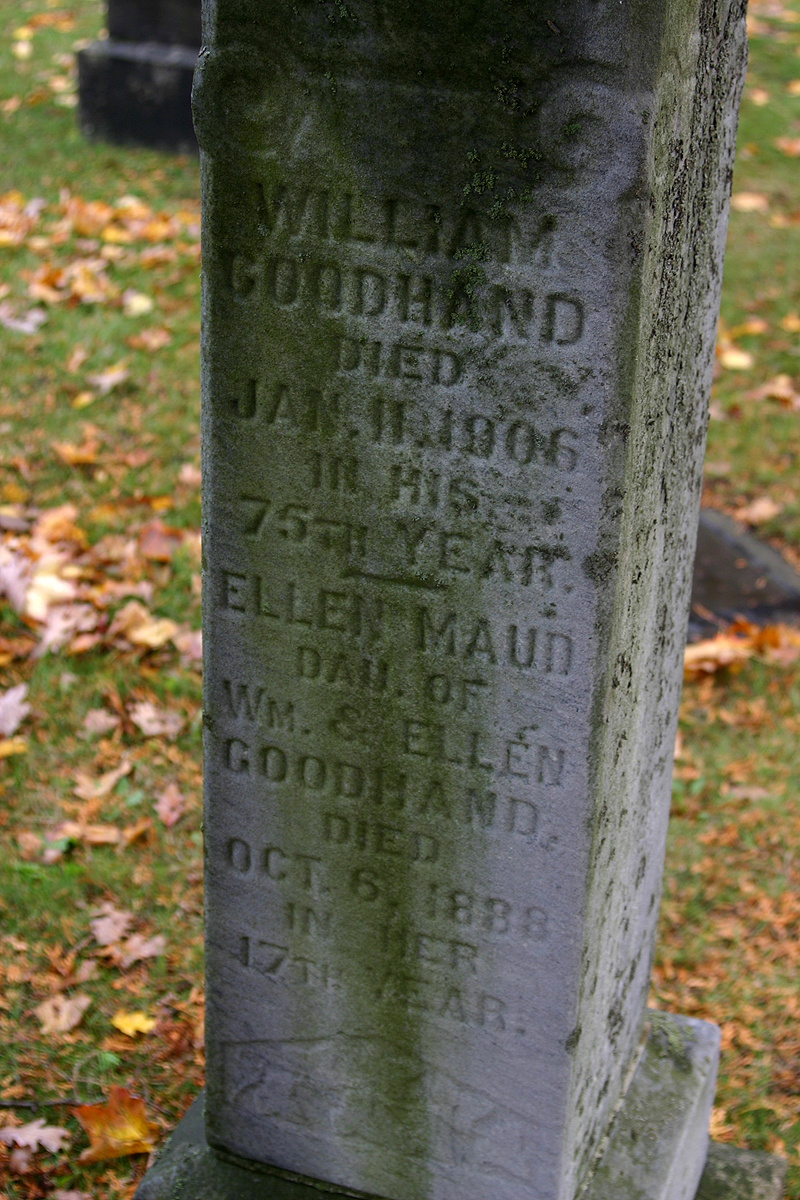 WILLIAM
GOODHAND
DIED
JAN. 11, 1906
IN HIS
75TH YEAR.
ELLEN MAUD
DAU. OF
WM. & ELLEN
GOODHAND,
DIED
OCT. 6, 1888
IN HER
17TH YEAR.